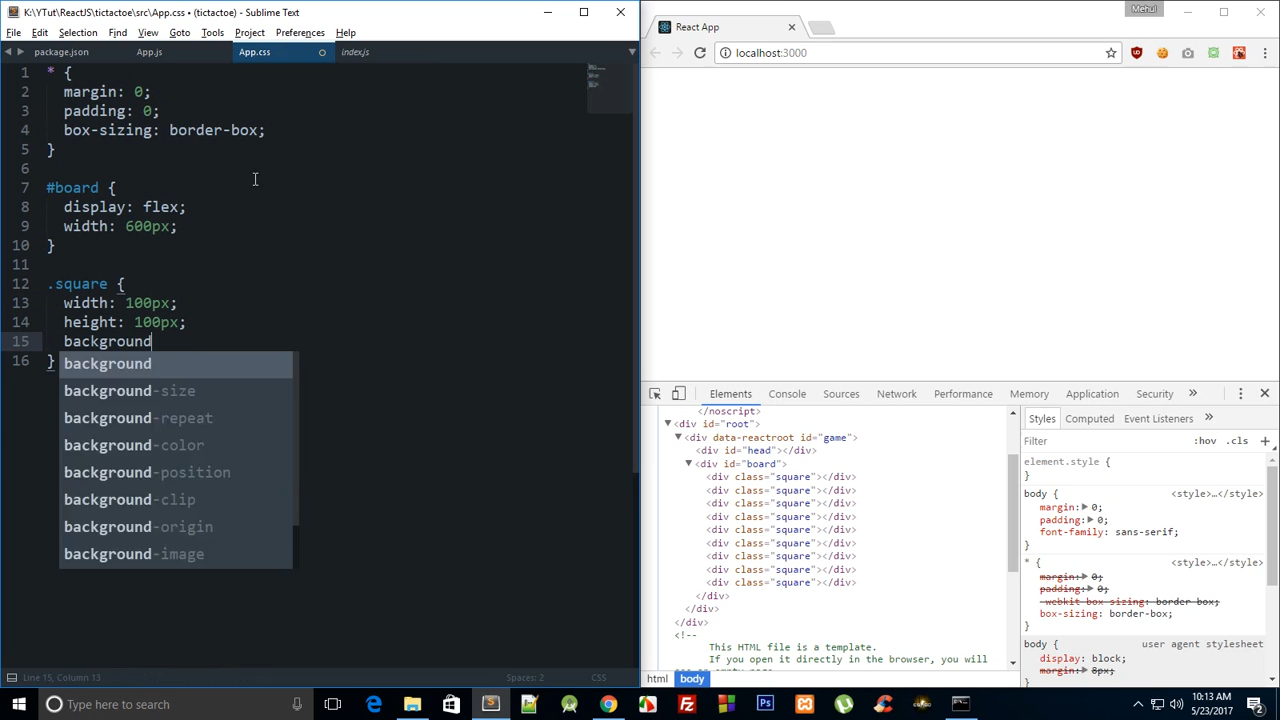 K:\YTut\ReactJS\tictactoe\src\App.css • (tictactoe) - Sublime Text
File Edit Selection Find View Goto Tools Project Preferences Help
package.json App.js App.css index.js
1 * {
2 margin: 0;
3 padding: 0;
4 box-sizing: border-box;
5 }
6
7 #board {
8 display: flex;
9 width: 600px;
10 }
11
12 .square {
13 width: 100px;
14 height: 100px;
15 background
16 }
background
background-size
background-repeat
background-color
background-position
background-clip
background-origin
background-image
Line 15, Column 13 Spaces: 2 CSS
Mehul
React App
localhost:3000
Elements Console Sources Network Performance Memory Application Security »
</noscript>
<div id="root">
<div data-reactroot id="game">
<div id="head"></div>
<div id="board">
<div class="square"></div>
<div class="square"></div>
<div class="square"></div>
<div class="square"></div>
<div class="square"></div>
<div class="square"></div>
<div class="square"></div>
<div class="square"></div>
<div class="square"></div>
</div>
</div>
</div>
<!--
This HTML file is a template.
If you open it directly in the browser, you will
html body
Styles Computed Event Listeners »
Filter :hov .cls +
element.style {
}
body { <style>…</style>
margin: 0;
padding: 0;
font-family: sans-serif;
}
* { <style>…</style>
margin: 0;
padding: 0;
-webkit-box-sizing: border-box;
box-sizing: border-box;
}
body { user agent stylesheet
display: block;
margin: 8px;
Type here to search
10:13 AM
5/23/2017